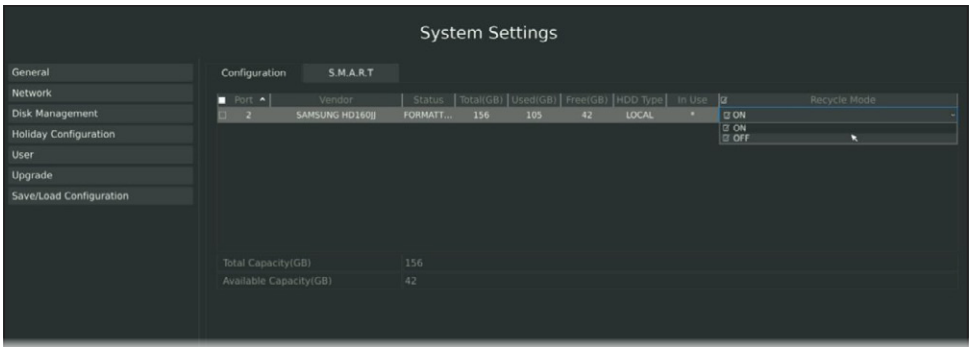 System Settings
General
Network
Disk Management
Holiday Configuration
User
Upgrade
Save/Load Configuration
Configuration S.M.A.R.T
Port Vendor Status Total(GB) Used(GB) Free(GB) HDD Type In Use Recycle Mode
2 SAMSUNG HD160JJ FORMATT... 156 105 42 LOCAL * ON
ON
OFF
Total Capacity(GB) 156
Available Capacity(GB) 42